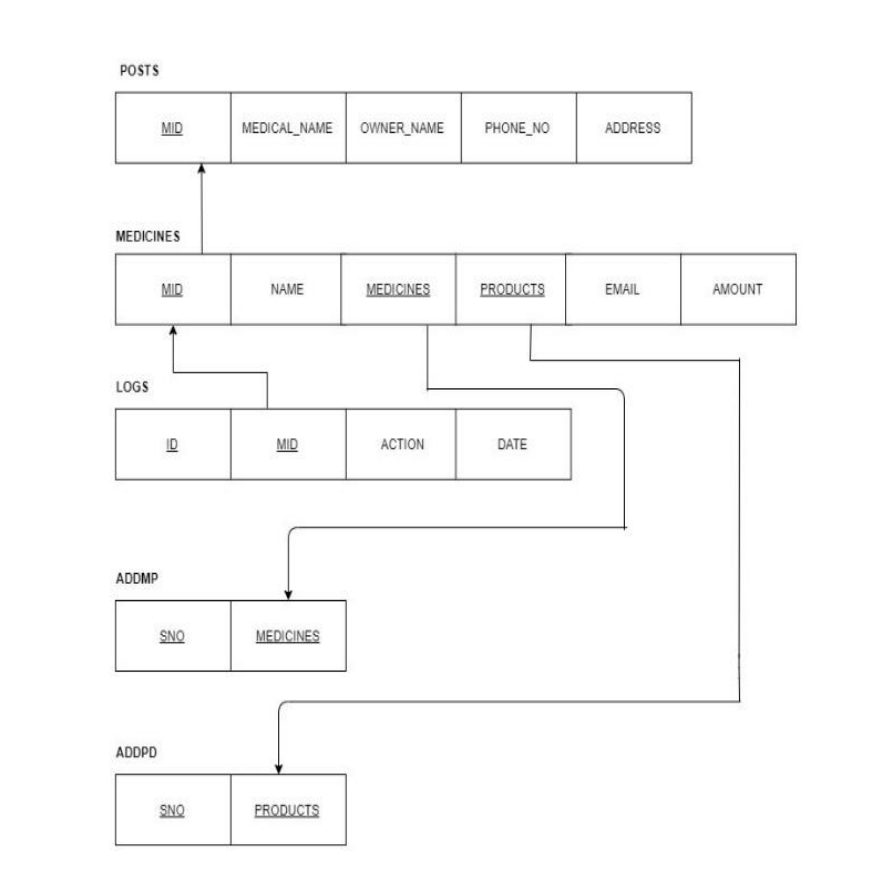 POSTS
MID MEDICAL_NAME OWNER_NAME PHONE_NO ADDRESS
MEDICINES
MID NAME MEDICINES PRODUCTS EMAIL AMOUNT
LOGS
ID MID ACTION DATE
ADDMP
SNO MEDICINES
ADDPD
SNO PRODUCTS